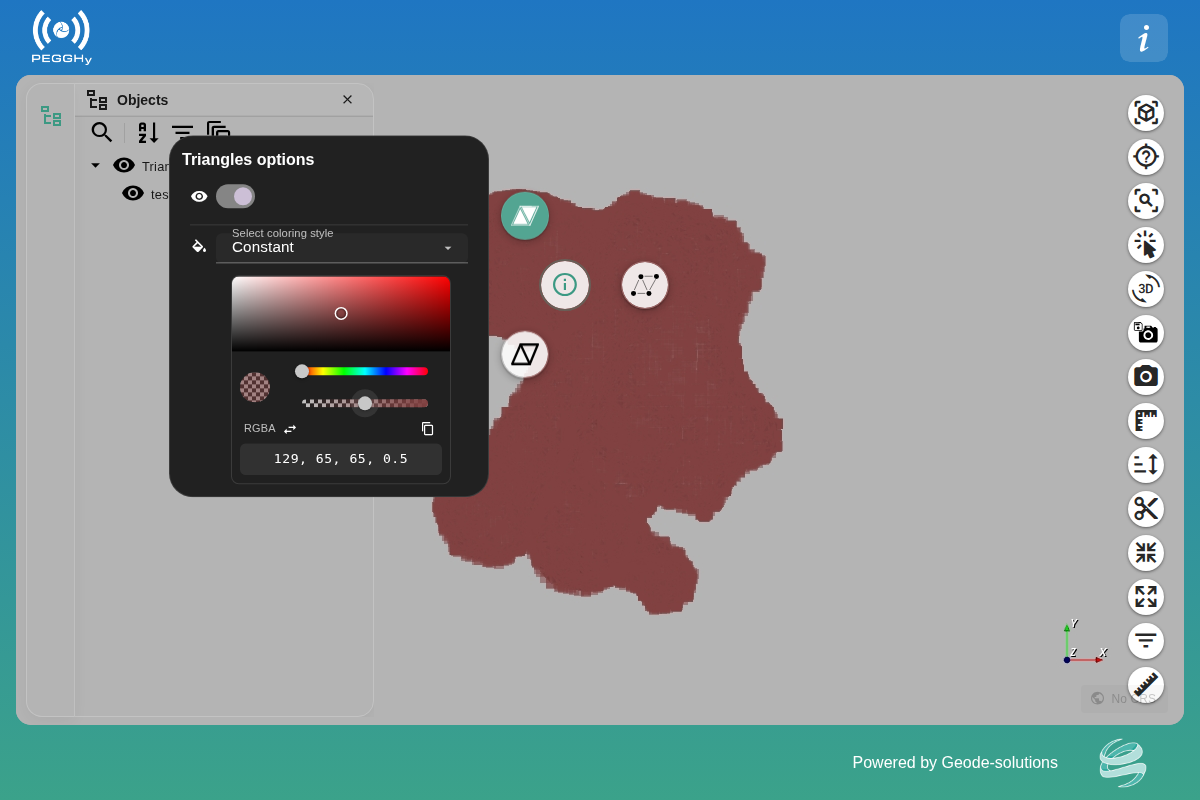 PEGGHy
i
Objects
A
Z
Trian
tes
Triangles options
Select coloring style
Constant
RGBA
129, 65, 65, 0.5
3D
Y
Z
X
No CRS
Powered by Geode-solutions